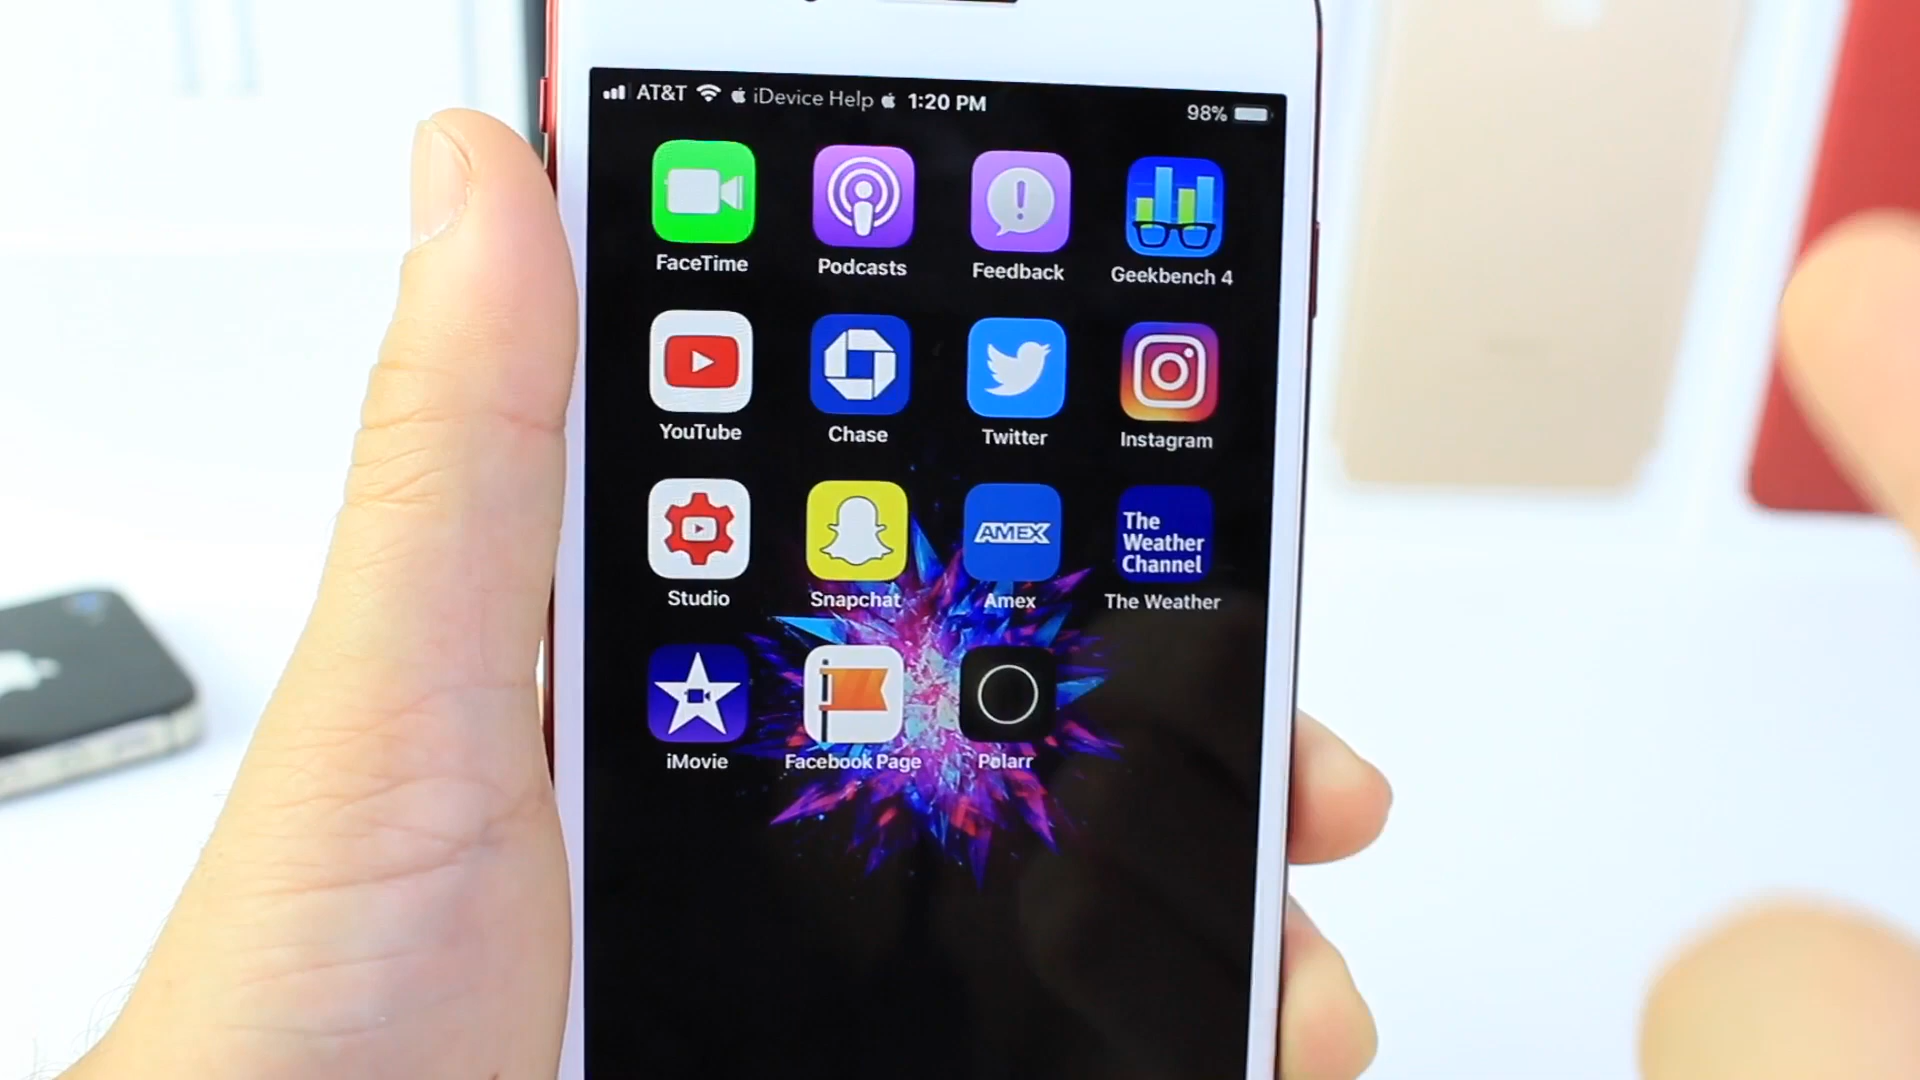 AT&T iDevice Help 1:20 PM 98%
FaceTime Podcasts Feedback Geekbench 4
YouTube Chase Twitter Instagram
AMEX
The
Weather
Channel
Studio Snapchat Amex The Weather
iMovie Facebook Page Polarr